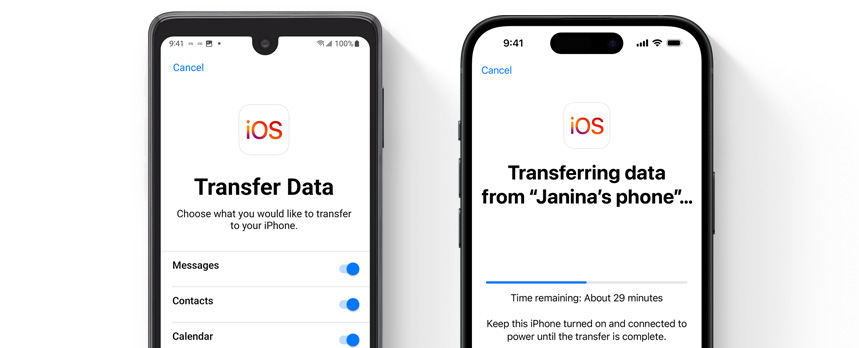 9:41
100%
Cancel
iOS
Transfer Data
Choose what you would like to transfer
to your iPhone.
Messages
Contacts
Calendar
9:41
Cancel
iOS
Transferring data
from “Janina’s phone”...
Time remaining: About 29 minutes
Keep this iPhone turned on and connected to
power until the transfer is complete.